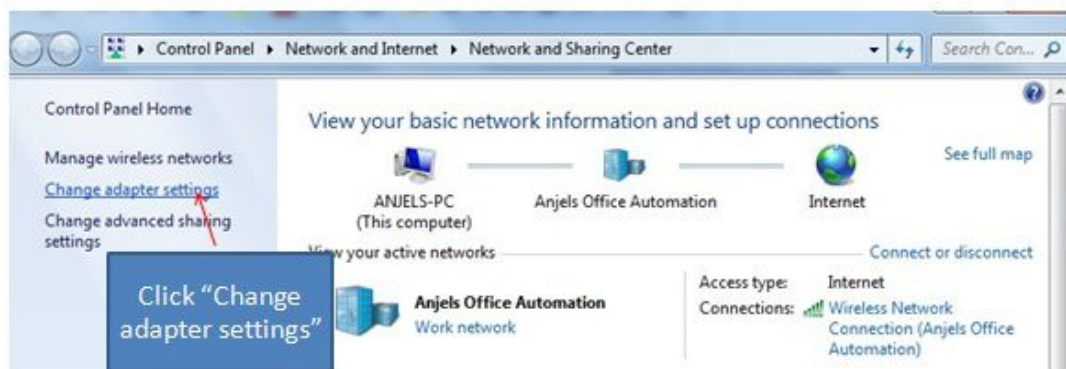 Control Panel ▸ Network and Internet ▸ Network and Sharing Center
Search Con...
Control Panel Home
Manage wireless networks
Change adapter settings
Change advanced sharing
settings
Click “Change
adapter settings”
View your basic network information and set up connections
See full map
ANJELS-PC
(This computer)
Anjels Office Automation
Internet
View your active networks
Connect or disconnect
Anjels Office Automation
Work network
Access type: Internet
Connections: Wireless Network
Connection (Anjels Office
Automation)